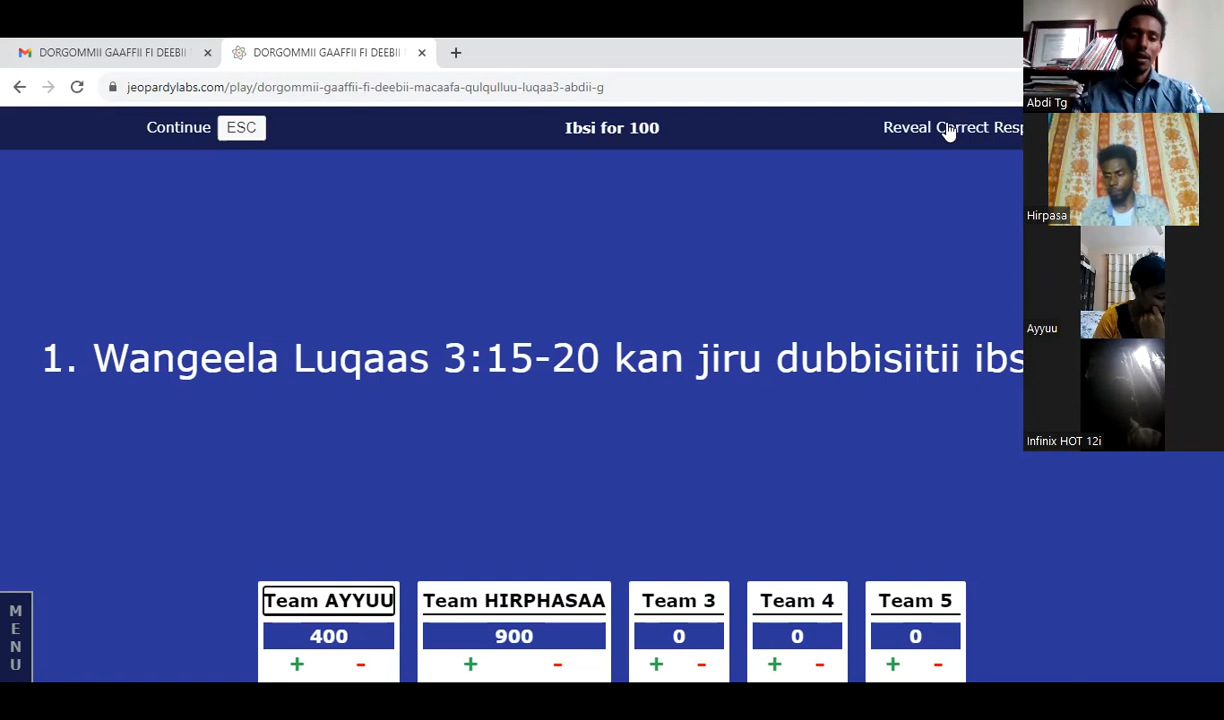 DORGOMMII GAAFFII FI DEEBII
DORGOMMII GAAFFII FI DEEBII
jeopardylabs.com/play/dorgommii-gaaffii-fi-deebii-macaafa-qulqulluu-luqaa3-abdii-g
Continue ESC
Ibsi for 100
Reveal Correct Resp
1. Wangeela Luqaas 3:15-20 kan jiru dubbisiitii ibs
Abdi Tg
Hirpasa
Ayyuu
Infinix HOT 12i
MENU
Team AYYUU Team HIRPHASAA Team 3 Team 4 Team 5
400 900 0 0 0
+ - + - + - + - + -